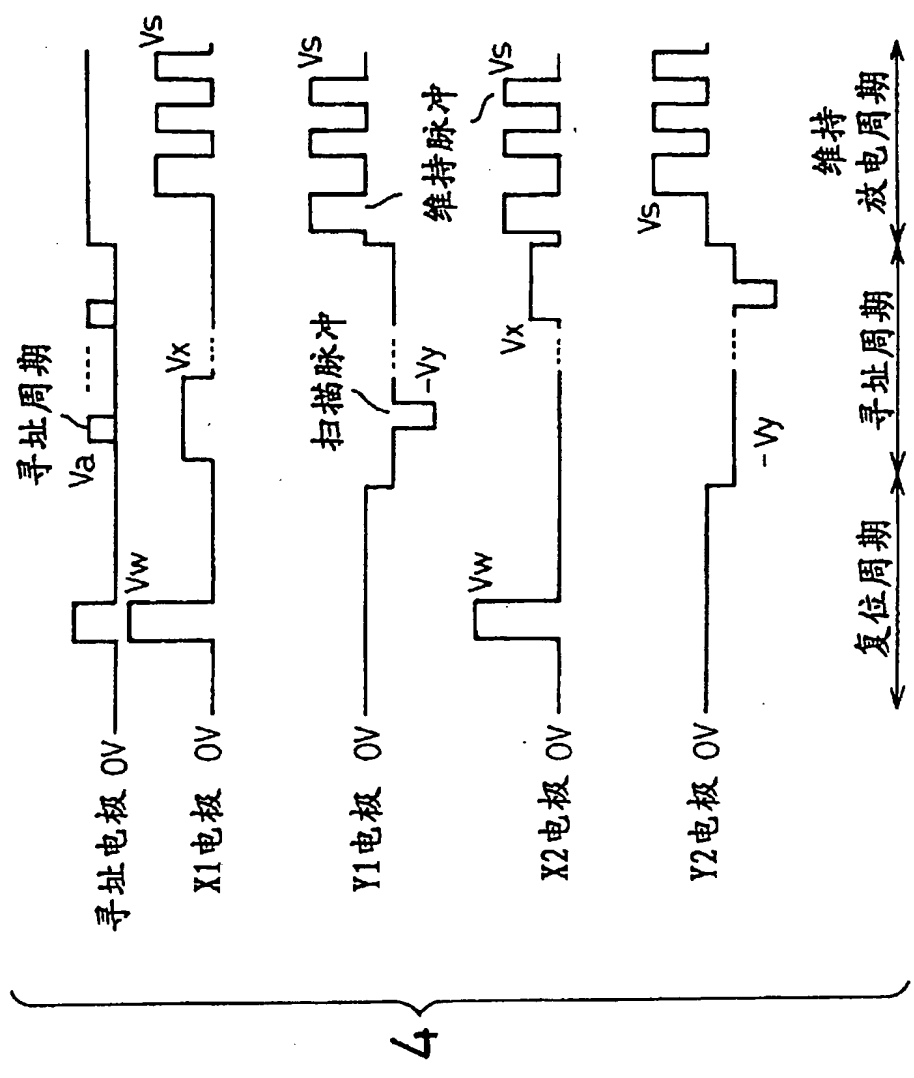 4
寻址电极 0V
Va
寻址周期
X1电极 0V
Vw
Vx
Vs
Y1电极 0V
扫描脉冲
-Vy
维持脉冲
Vs
X2电极 0V
Vw
Vx
Vs
Y2电极 0V
-Vy
Vs
复位周期
寻址周期
维持
放电周期